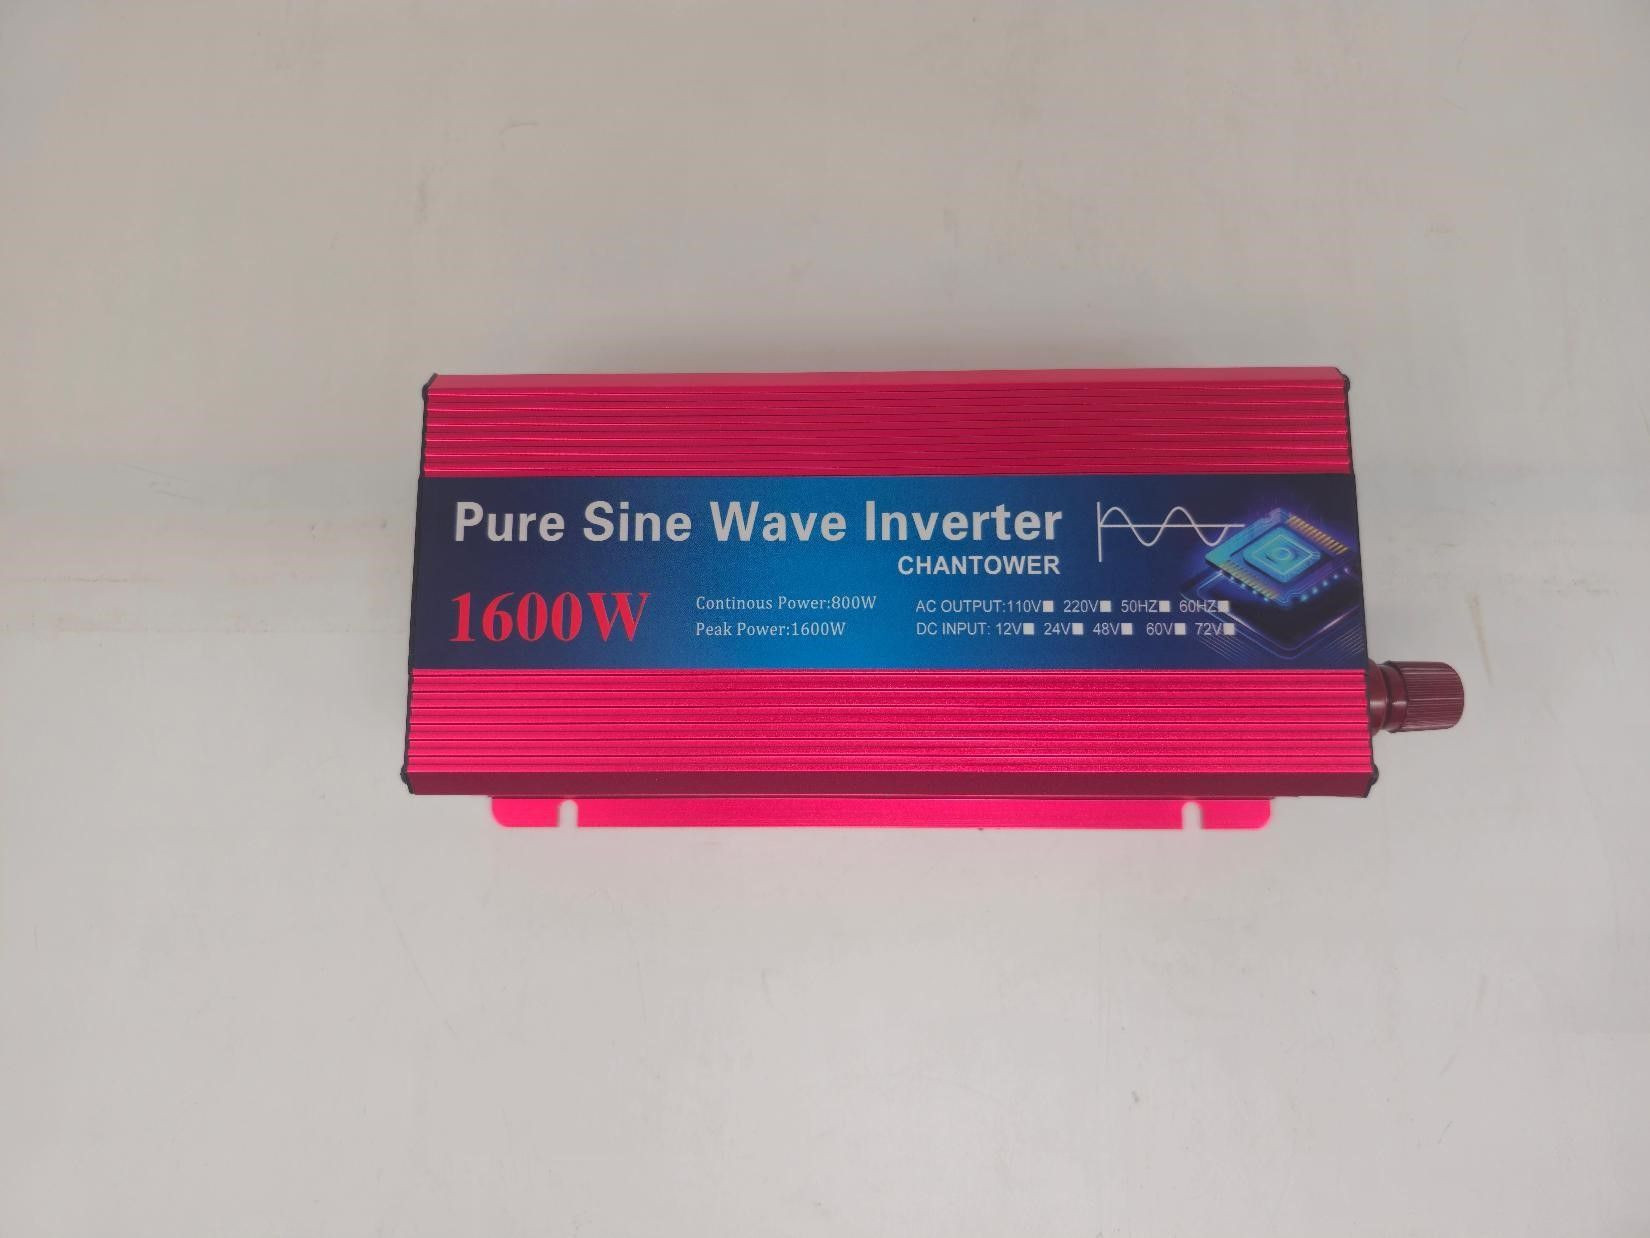 Pure Sine Wave Inverter
CHANTOWER
1600W
Continous Power:800W
Peak Power:1600W
AC OUTPUT:110V■ 220V■ 50HZ■ 60HZ■
DC INPUT: 12V■ 24V■ 48V■ 60V■ 72V■